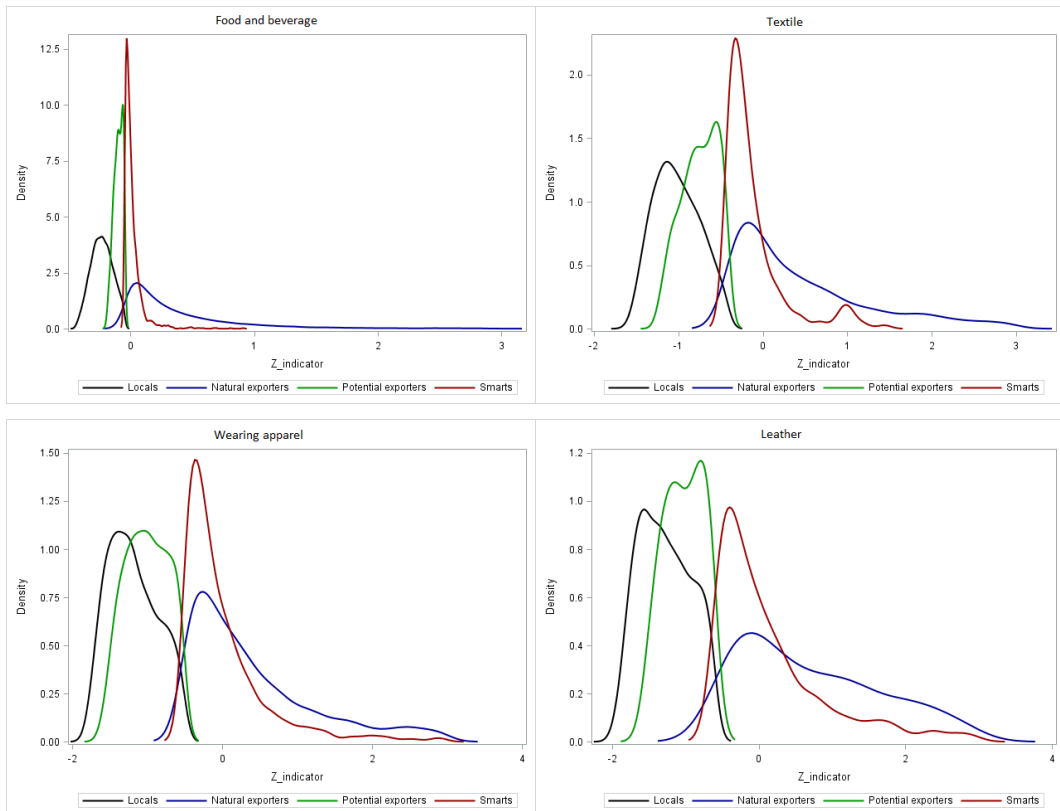 Food and beverage
12.5
10.0
7.5
5.0
2.5
0.0
Density
0 1 2 3
Z_indicator
Locals Natural exporters Potential exporters Smarts
Textile
2.0
1.5
1.0
0.5
0.0
Density
-2 -1 0 1 2 3
Z_indicator
Locals Natural exporters Potential exporters Smarts
Wearing apparel
1.50
1.25
1.00
0.75
0.50
0.25
0.00
Density
-2 0 2 4
Z_indicator
Locals Natural exporters Potential exporters Smarts
Leather
1.2
1.0
0.8
0.6
0.4
0.2
0.0
Density
-2 0 2 4
Z_indicator
Locals Natural exporters Potential exporters Smarts